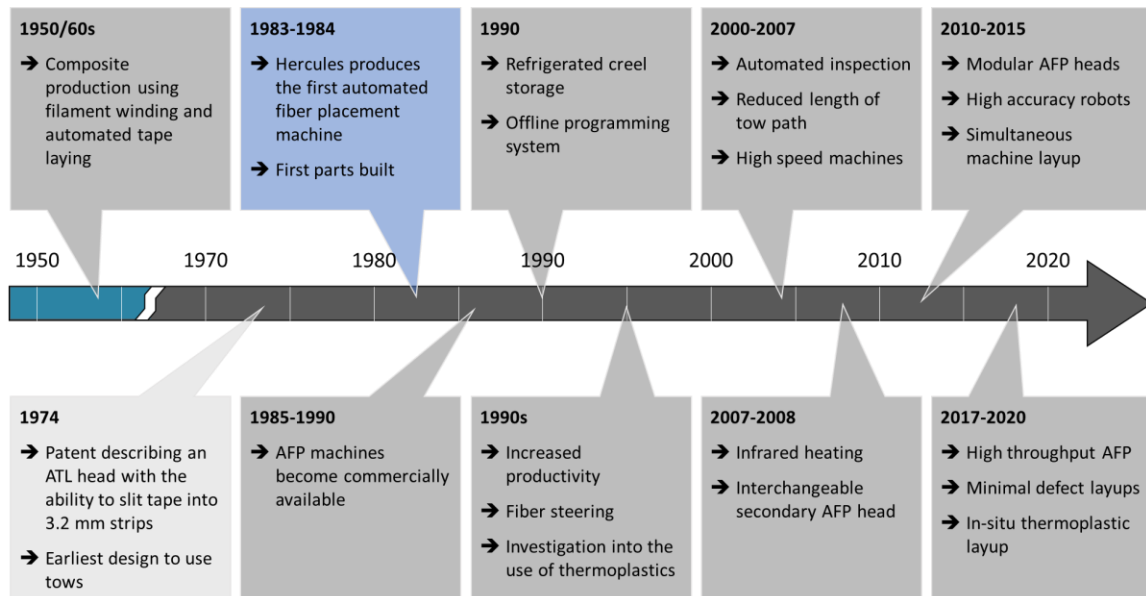 1950/60s
➔ Composite
production using
filament winding and
automated tape
laying
1983-1984
➔ Hercules produces
the first automated
fiber placement
machine
➔ First parts built
1990
➔ Refrigerated creel
storage
➔ Offline programming
system
2000-2007
➔ Automated inspection
➔ Reduced length of
tow path
➔ High speed machines
2010-2015
➔ Modular AFP heads
➔ High accuracy robots
➔ Simultaneous
machine layup
1950 1970 1980 1990 2000 2010 2020
1974
➔ Patent describing an
ATL head with the
ability to slit tape into
3.2 mm strips
➔ Earliest design to use
tows
1985-1990
➔ AFP machines
become commercially
available
1990s
➔ Increased
productivity
➔ Fiber steering
➔ Investigation into the
use of thermoplastics
2007-2008
➔ Infrared heating
➔ Interchangeable
secondary AFP head
2017-2020
➔ High throughput AFP
➔ Minimal defect layups
➔ In-situ thermoplastic
layup